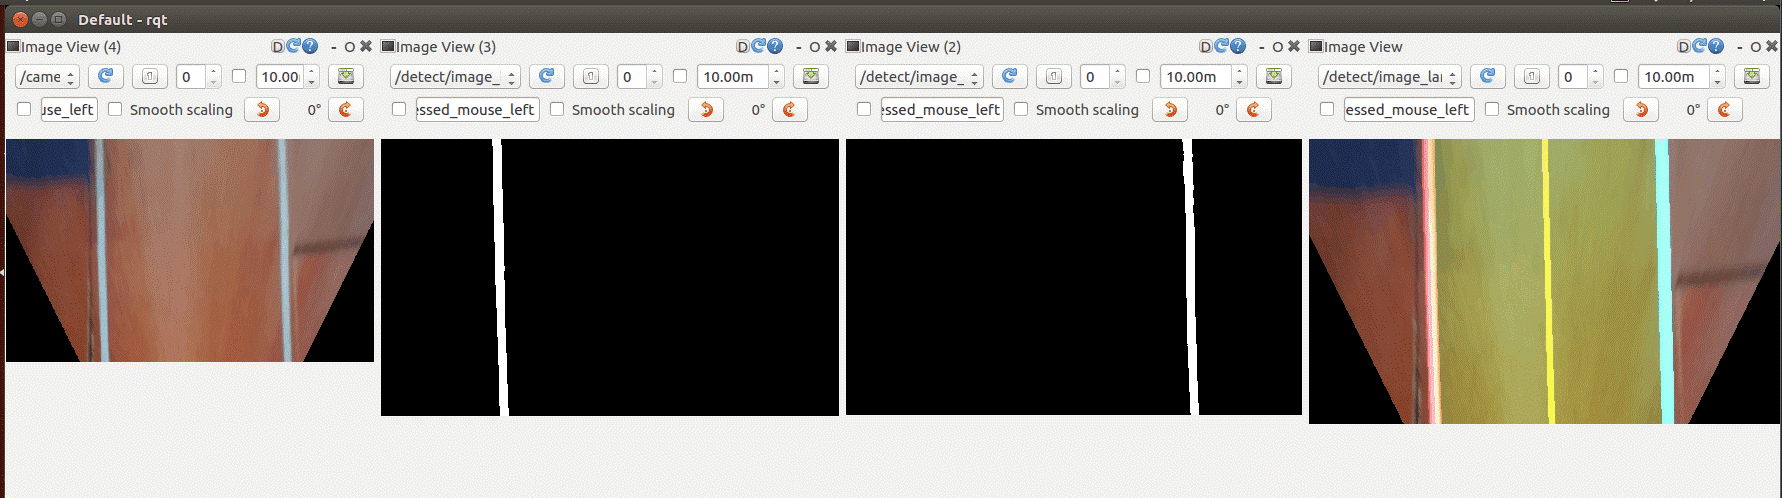 Default - rqt
Image View (4) D ? - O Image View (3) D ? - O Image View (2) D ? - O Image View D ? - O
/came 0 10.00 /detect/image_ 0 10.00m /detect/image_ 0 10.00m /detect/image_lan 0 10.00m
use_left Smooth scaling 0° essed_mouse_left Smooth scaling 0° essed_mouse_left Smooth scaling 0° essed_mouse_left Smooth scaling 0°